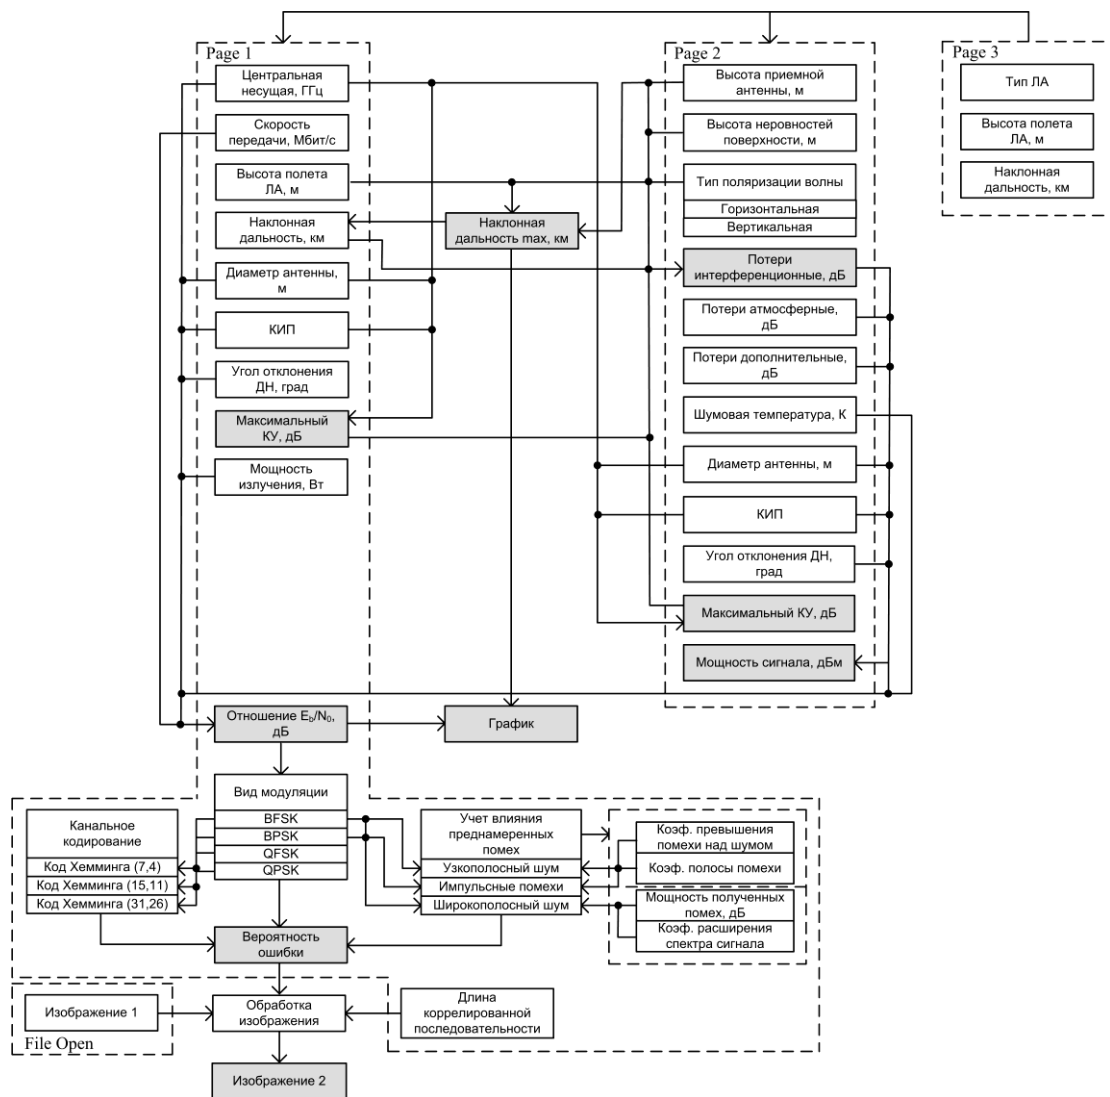 Page 1
Центральная
несущая, ГГц
Скорость
передачи, Мбит/с
Высота полета
ЛА, м
Наклонная
дальность, км
Диаметр антенны,
м
КИП
Угол отклонения
ДН, град
Максимальный
КУ, дБ
Мощность
излучения, Вт
Наклонная
дальность max, км
Page 2
Высота приемной
антенны, м
Высота неровностей
поверхности, м
Тип поляризации волны
Горизонтальная
Вертикальная
Потери
интерференционные, дБ
Потери атмосферные,
дБ
Потери дополнительные,
дБ
Шумовая температура, К
Диаметр антенны, м
КИП
Угол отклонения ДН,
град
Максимальный КУ, дБ
Мощность сигнала, дБм
Page 3
Тип ЛА
Высота полета
ЛА, м
Наклонная
дальность, км
Отношение Eb/N0,
дБ
График
Вид модуляции
BFSK
BPSK
QFSK
QPSK
Канальное
кодирование
Код Хемминга (7,4)
Код Хемминга (15,11)
Код Хемминга (31,26)
Учет влияния
преднамеренных
помех
Узкополосный шум
Импульсные помехи
Широкополосный шум
Коэф. превышения
помехи над шумом
Коэф. полосы помехи
Мощность полученных
помех, дБ
Коэф. расширения
спектра сигнала
Вероятность
ошибки
Изображение 1
File Open
Обработка
изображения
Длина
коррелированной
последовательности
Изображение 2